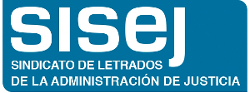 sisej
SINDICATO DE LETRADOS
DE LA ADMINISTRACIÓN DE JUSTICIA